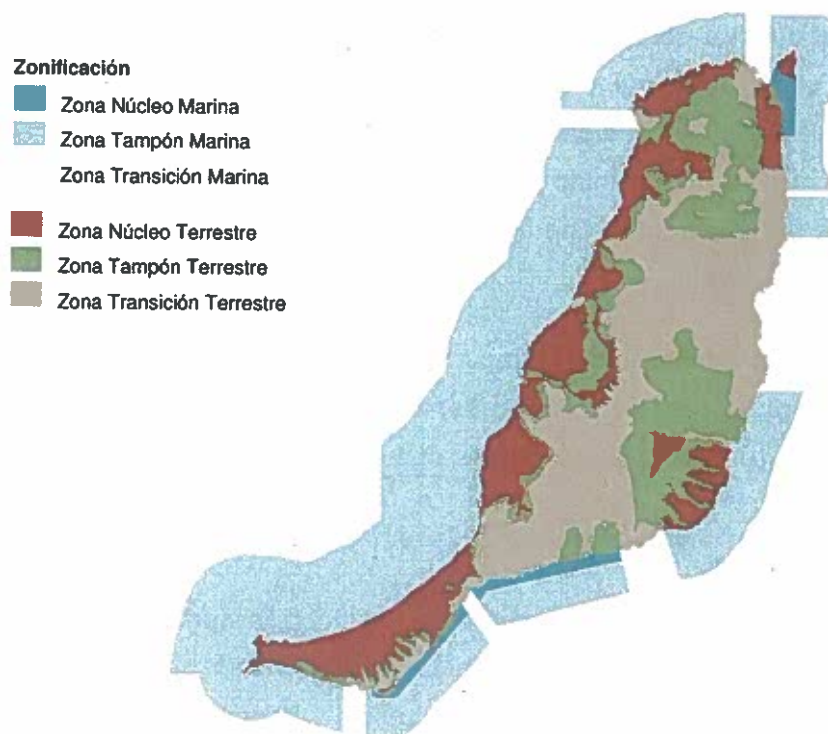 Zonificación
Zona Núcleo Marina
Zona Tampón Marina
Zona Transición Marina
Zona Núcleo Terrestre
Zona Tampón Terrestre
Zona Transición Terrestre